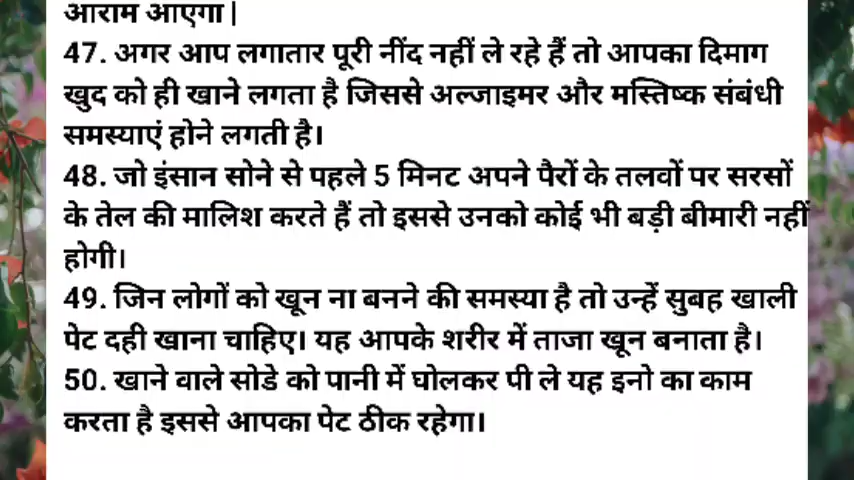 आराम आएगा|
47. अगर आप लगातार पूरी नींद नहीं ले रहे हैं तो आपका दिमाग
खुद को ही खाने लगता है जिससे अल्जाइमर और मस्तिष्क संबंधी
समस्याएं होने लगती है।
48. जो इंसान सोने से पहले 5 मिनट अपने पैरों के तलवों पर सरसों
के तेल की मालिश करते हैं तो इससे उनको कोई भी बड़ी बीमारी नहीं
होगी।
49. जिन लोगों को खून ना बनने की समस्या है तो उन्हें सुबह खाली
पेट दही खाना चाहिए। यह आपके शरीर में ताजा खून बनाता है।
50. खाने वाले सोडे को पानी में घोलकर पी ले यह इनो का काम
करता है इससे आपका पेट ठीक रहेगा।